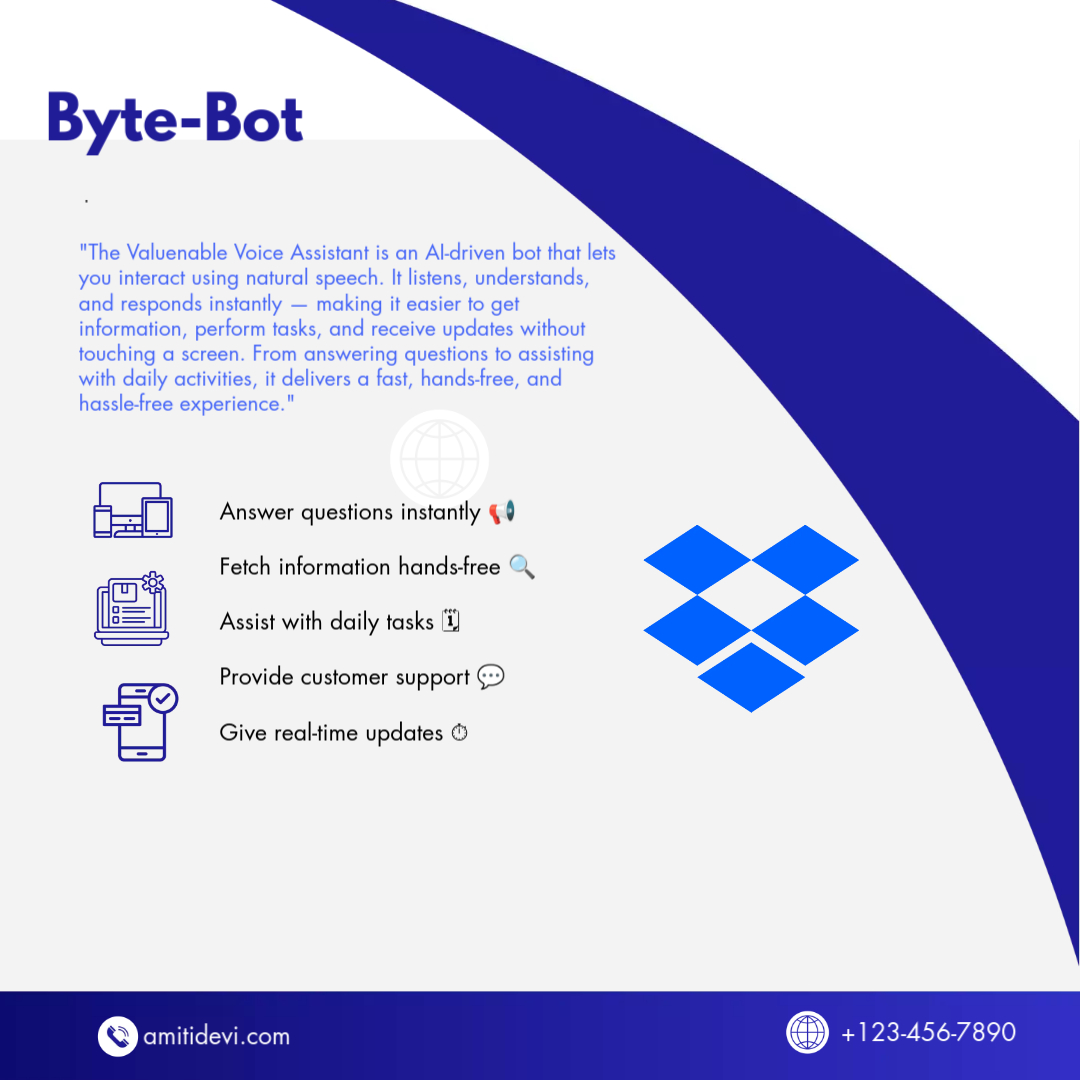 Byte-Bot
.
"The Valuenable Voice Assistant is an AI-driven bot that lets
you interact using natural speech. It listens, understands,
and responds instantly — making it easier to get
information, perform tasks, and receive updates without
touching a screen. From answering questions to assisting
with daily activities, it delivers a fast, hands-free, and
hassle-free experience."
Answer questions instantly 📢
Fetch information hands-free 🔍
Assist with daily tasks 🗓
Provide customer support 💬
Give real-time updates ⏱
amitidevi.com
+123-456-7890